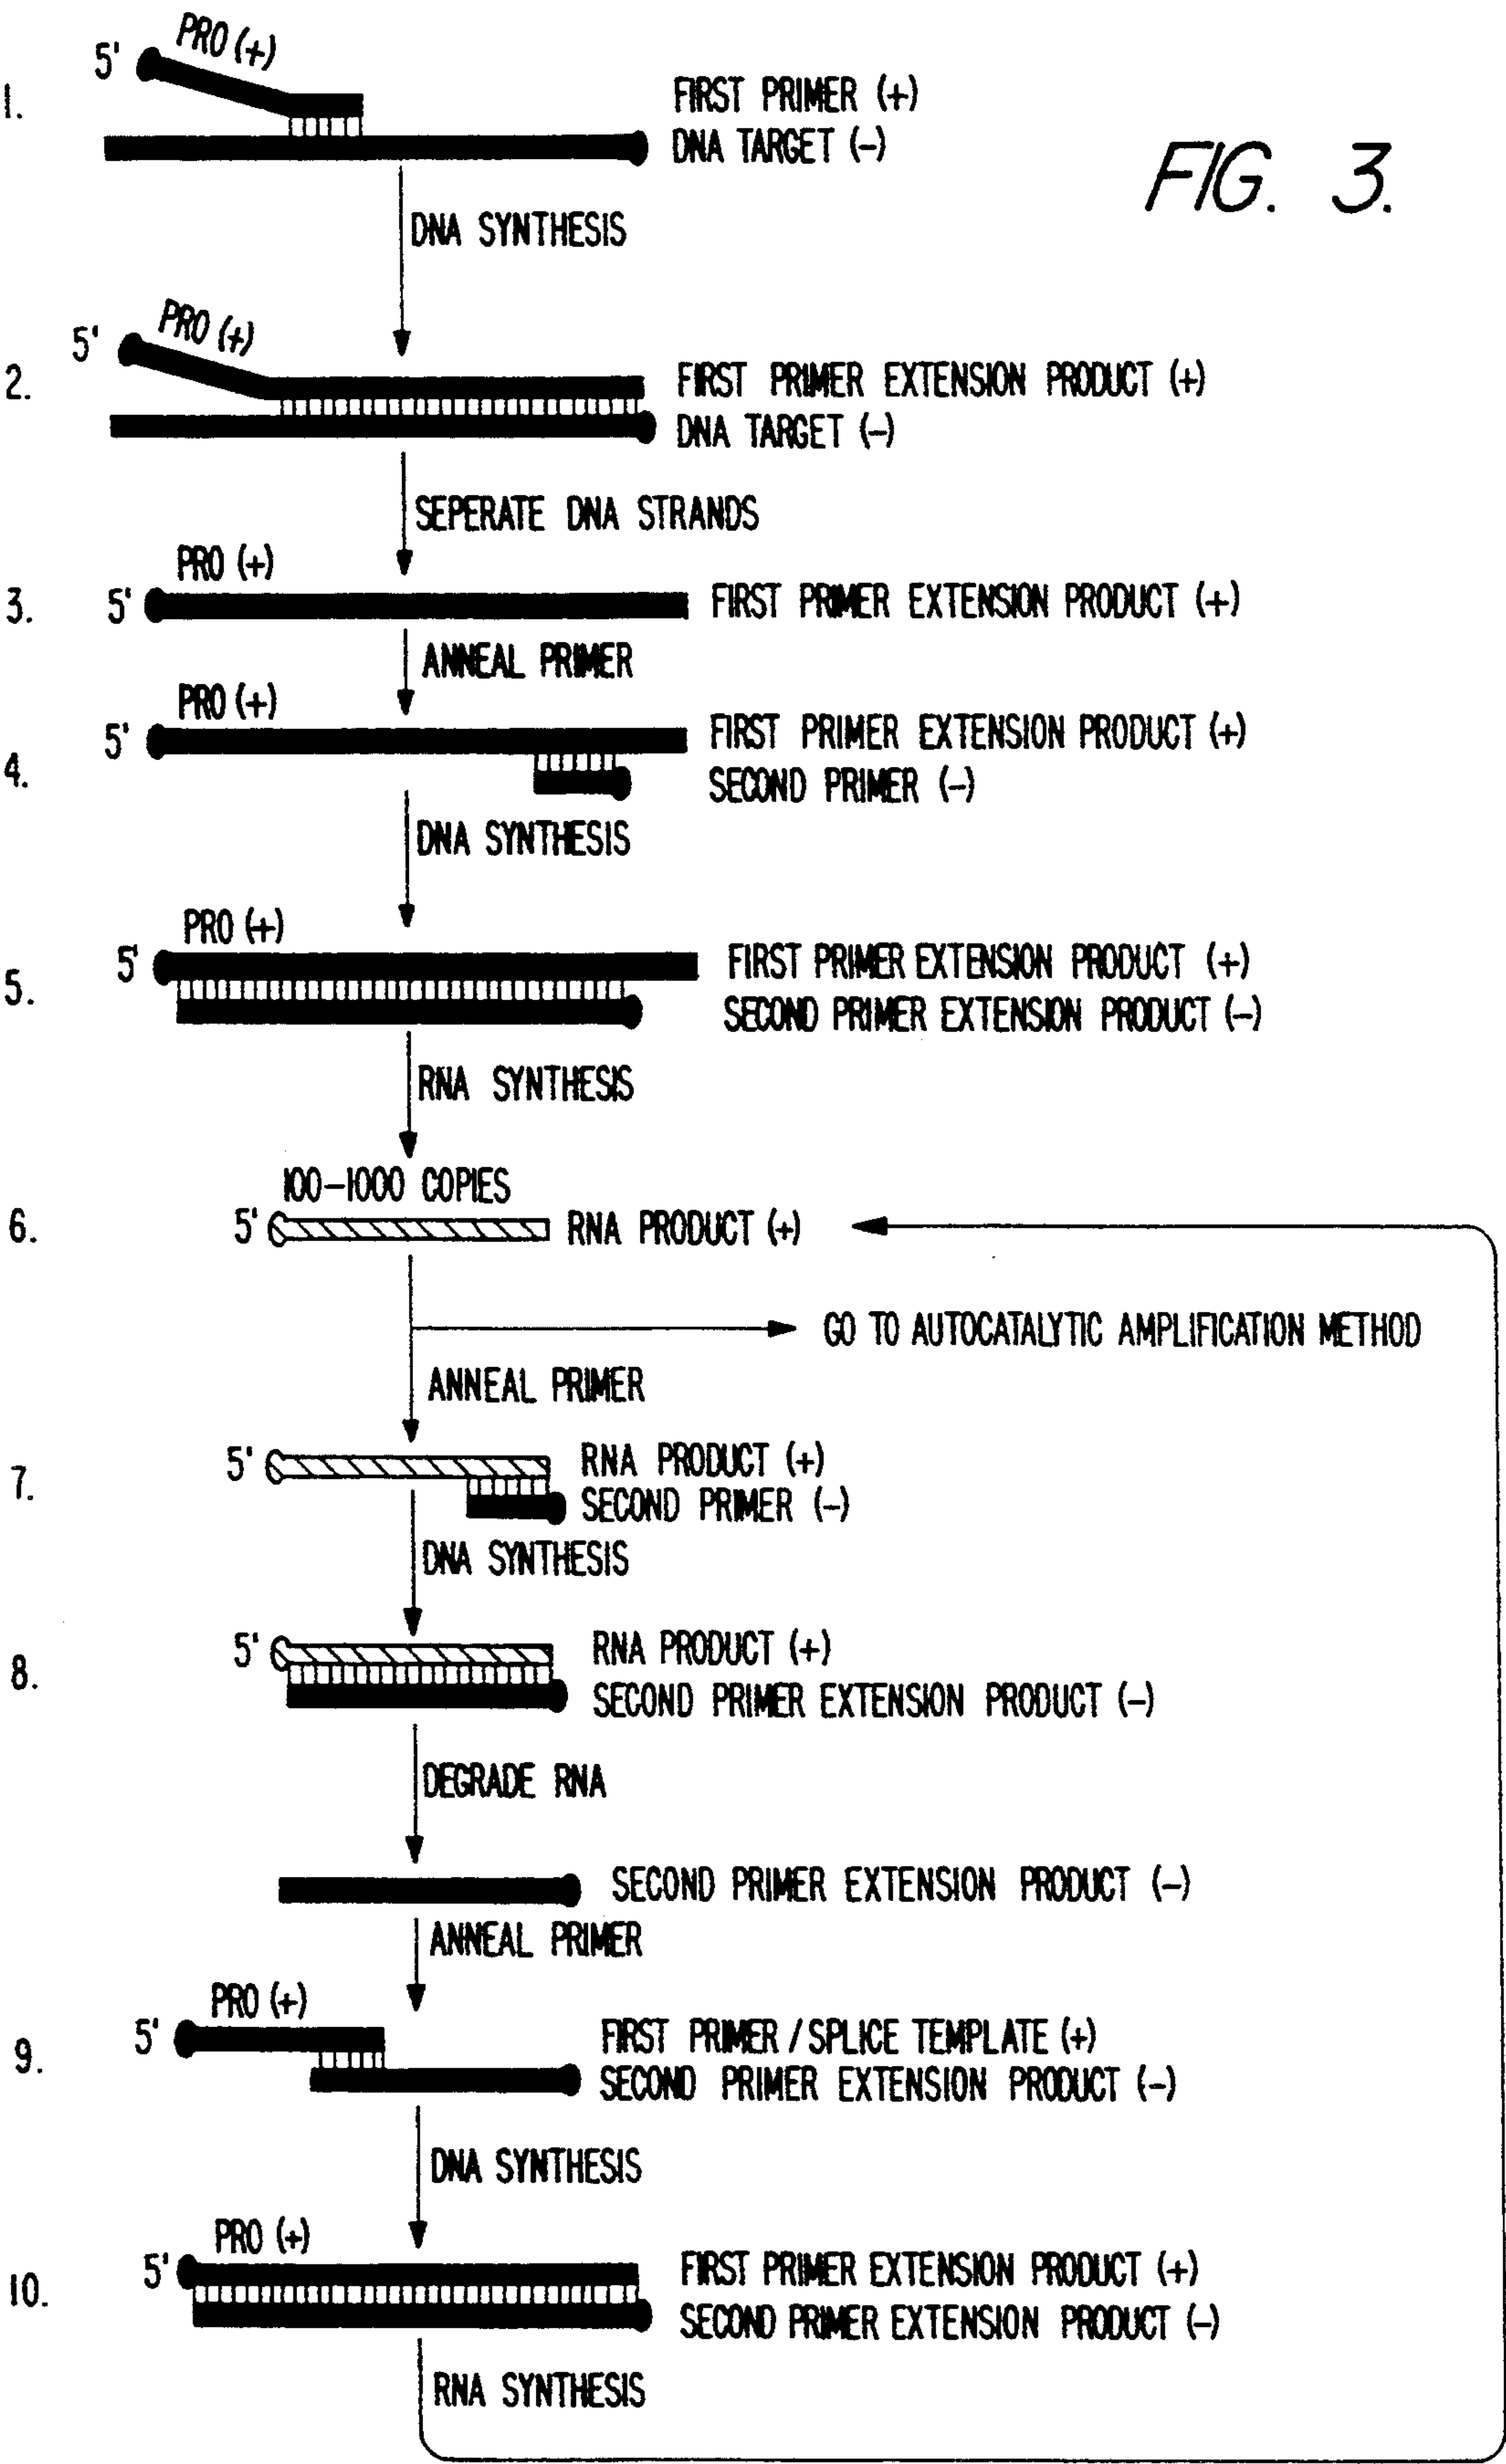 PRO (+)
5'
1.
FIRST PRIMER (+)
DNA TARGET (-)
FIG. 3.
DNA SYNTHESIS
PRO (+)
5'
2.
FIRST PRIMER EXTENSION PRODUCT (+)
DNA TARGET (-)
SEPERATE DNA STRANDS
PRO (+)
3.
5'
FIRST PRIMER EXTENSION PRODUCT (+)
ANNEAL PRIMER
PRO (+)
5'
FIRST PRIMER EXTENSION PRODUCT (+)
4.
SECOND PRIMER (-)
DNA SYNTHESIS
PRO (+)
5'
FIRST PRIMER EXTENSION PRODUCT (+)
5.
SECOND PRIMER EXTENSION PRODUCT (-)
RNA SYNTHESIS
100-1000 COPIES
6.
5'
RNA PRODUCT (+)
GO TO AUTOCATALYTIC AMPLIFICATION METHOD
ANNEAL PRIMER
5'
RNA PRODUCT (+)
7.
SECOND PRIMER (-)
DNA SYNTHESIS
5'
RNA PRODUCT (+)
8.
SECOND PRIMER EXTENSION PRODUCT (-)
DEGRADE RNA
SECOND PRIMER EXTENSION PRODUCT (-)
ANNEAL PRIMER
PRO (+)
5'
FIRST PRIMER / SPLICE TEMPLATE (+)
9.
SECOND PRIMER EXTENSION PRODUCT (-)
DNA SYNTHESIS
PRO (+)
5'
FIRST PRIMER EXTENSION PRODUCT (+)
10.
SECOND PRIMER EXTENSION PRODUCT (-)
RNA SYNTHESIS